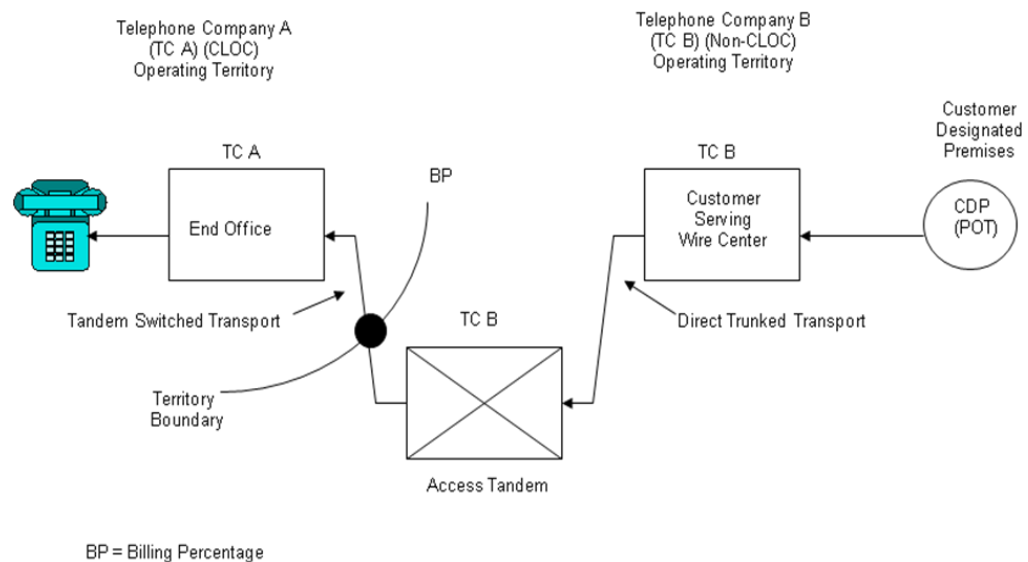 Telephone Company A
(TC A) (CLOC)
Operating Territory
Telephone Company B
(TC B) (Non-CLOC)
Operating Territory
Customer
Designated
Premises
TC A
BP
TC B
End Office
Customer
Serving
Wire Center
CDP
(POT)
Tandem Switched Transport
TC B
Direct Trunked Transport
Territory
Boundary
Access Tandem
BP = Billing Percentage